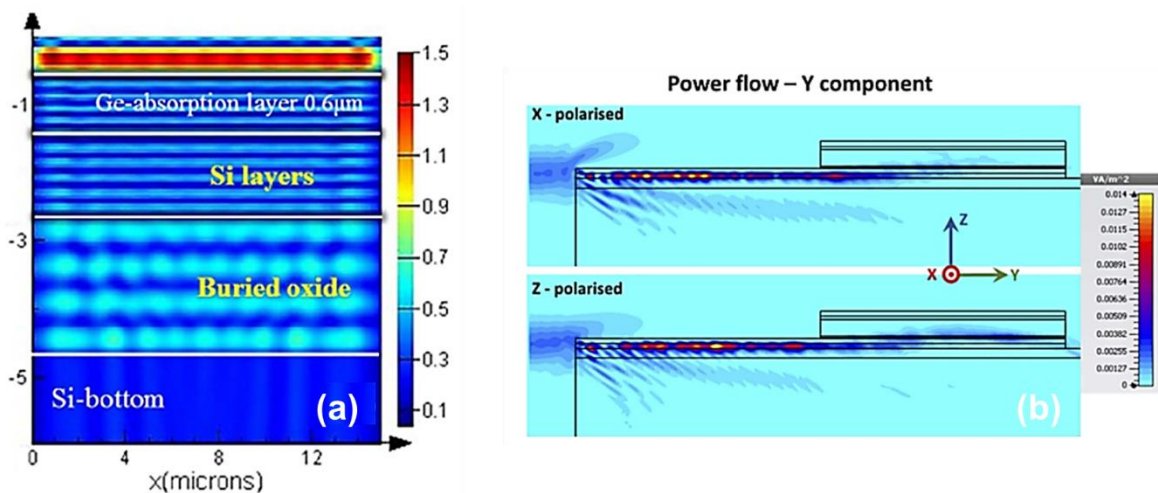 -1
-3
-5
Ge-absorption layer 0.6μm
Si layers
Buried oxide
Si-bottom
(a)
0
4
8
12
x(microns)
1.5
1.3
1.1
0.9
0.7
0.5
0.3
0.1
Power flow – Y component
X - polarised
Z
X
Y
Z - polarised
(b)
VA/m^2
0.014
0.0127
0.0115
0.0102
0.00891
0.00764
0.00636
0.00509
0.00382
0.00255
0.00127
0